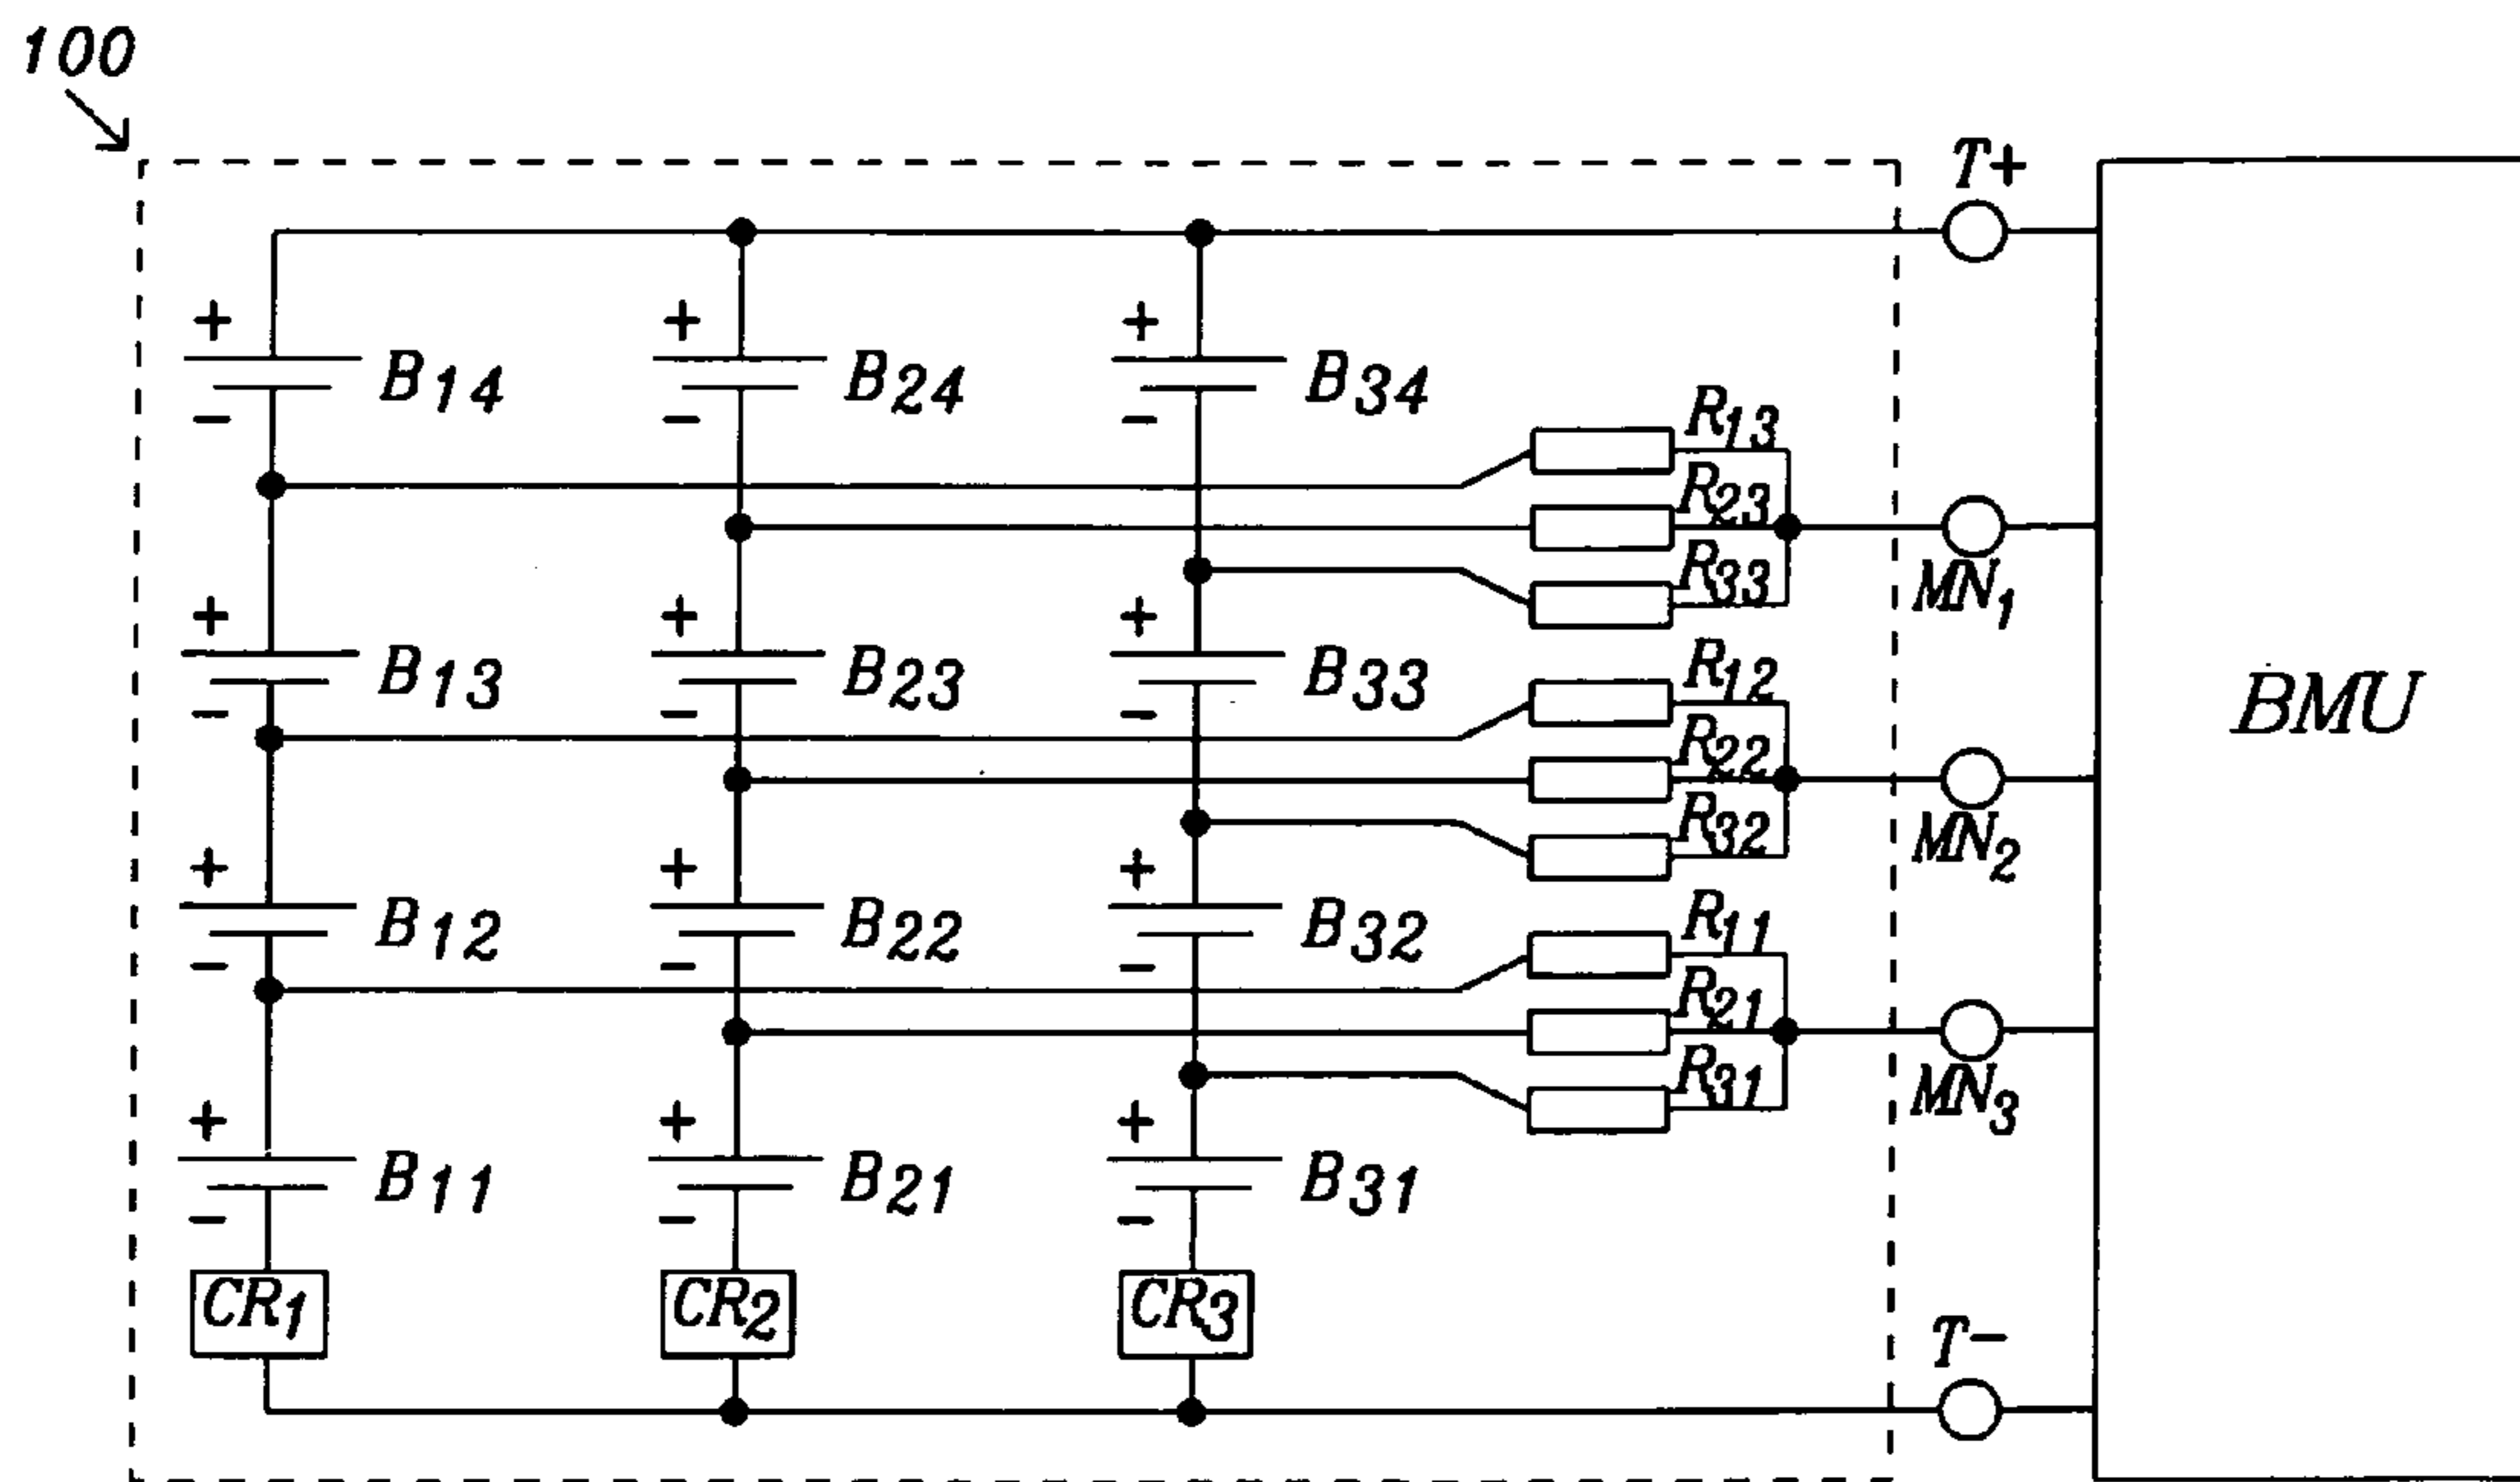 100
T+
+ + +
B14 B24 B34
− − −
R13
R23
R33
MN1
+ + +
B13 B23 B33
− − −
R12
R22
R32
MN2
BMU
+ + +
B12 B22 B32
− − −
R11
R21
R31
MN3
+ + +
B11 B21 B31
− − −
CR1 CR2 CR3
T−